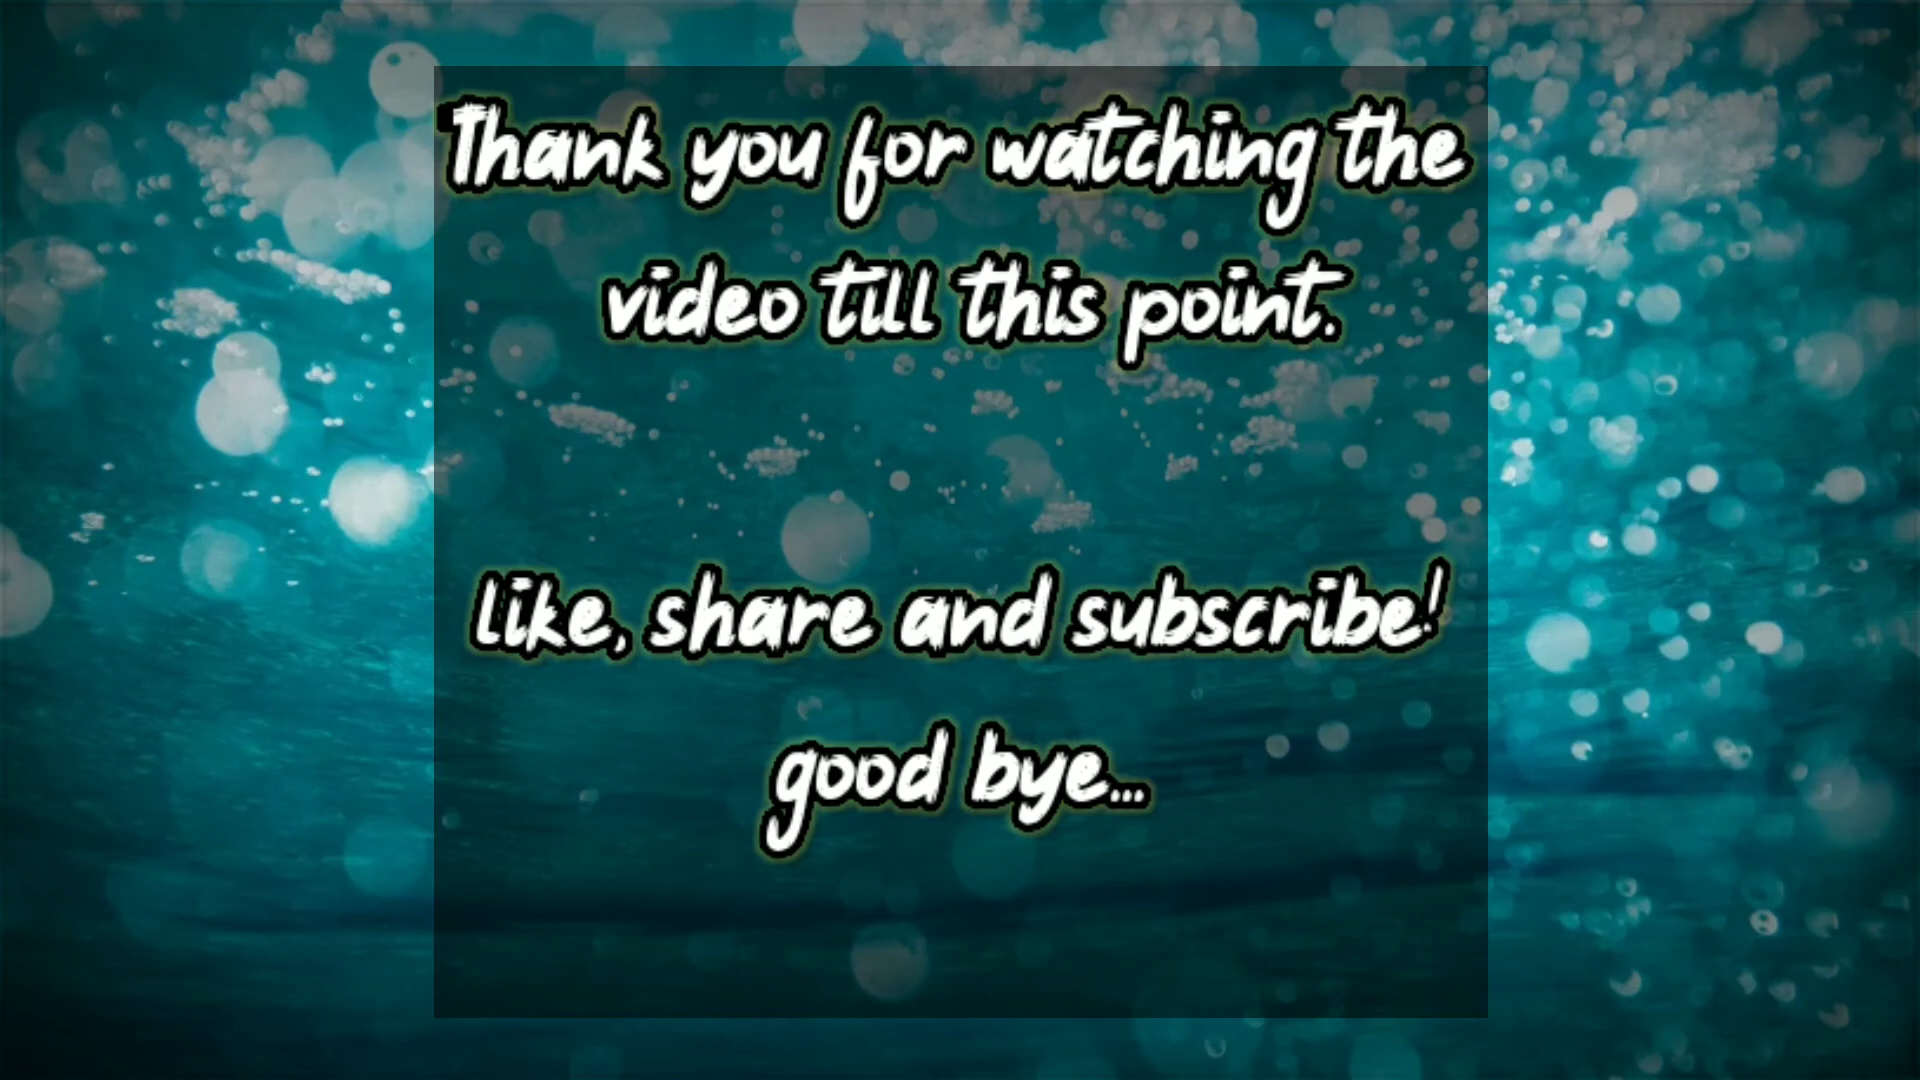 Thank you for watching the
video till this point.
like, share and subscribe!
good bye...